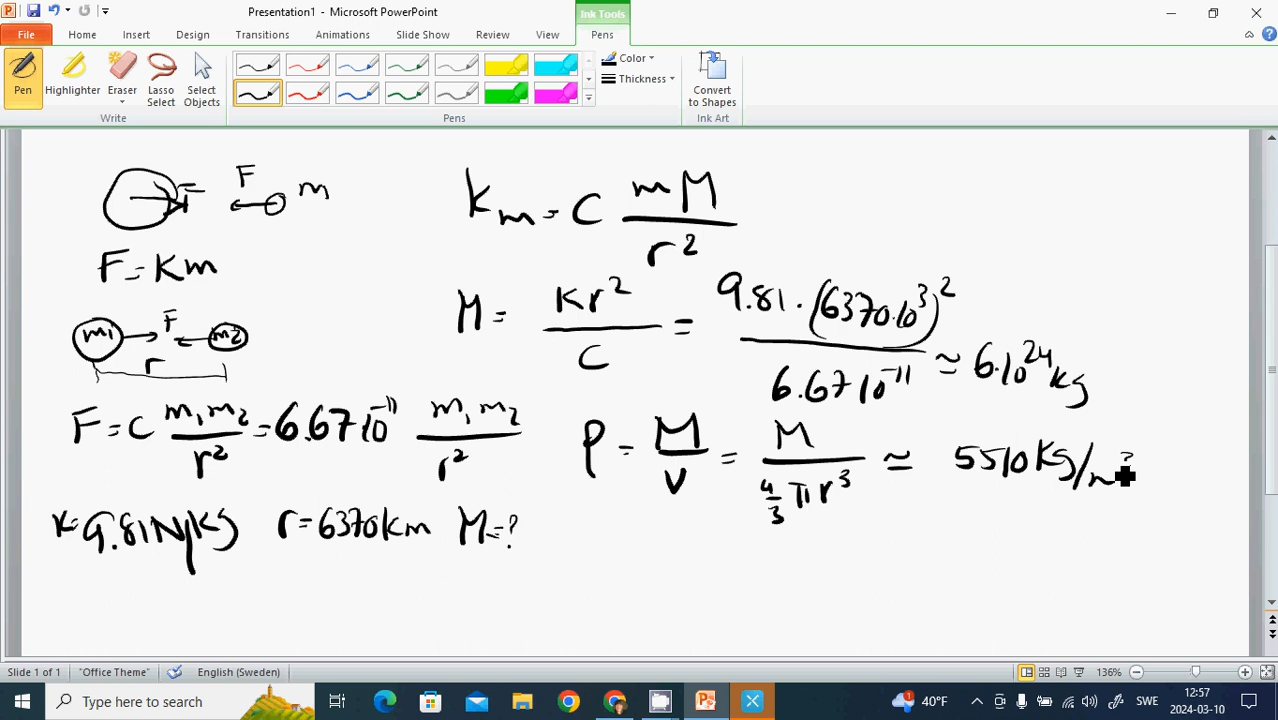 Presentation1 - Microsoft PowerPoint
Ink Tools
File Home Insert Design Transitions Animations Slide Show Review View Pens
Pen Highlighter Eraser Lasso Select Select Objects
Color
Thickness
Convert to Shapes
Write Pens Ink Art
F F m
F = Km
m1 F m2
r
F = C m₁m₂/r² = 6.67 10⁻¹¹ m₁m₂/r²
K = 9.81 N/Kg r = 6370 km M = ?
Km = C mM/r²
M = Kr²/C = 9.81 · (6370·10³)²/6.67 10⁻¹¹ ≃ 6·10²⁴ kg
ρ = M/V = M/(4/3 πr³) ≃ 5510 Kg/m³
Slide 1 of 1 "Office Theme" English (Sweden) 136%
Type here to search
1 40°F SWE 12:57
2024-03-10